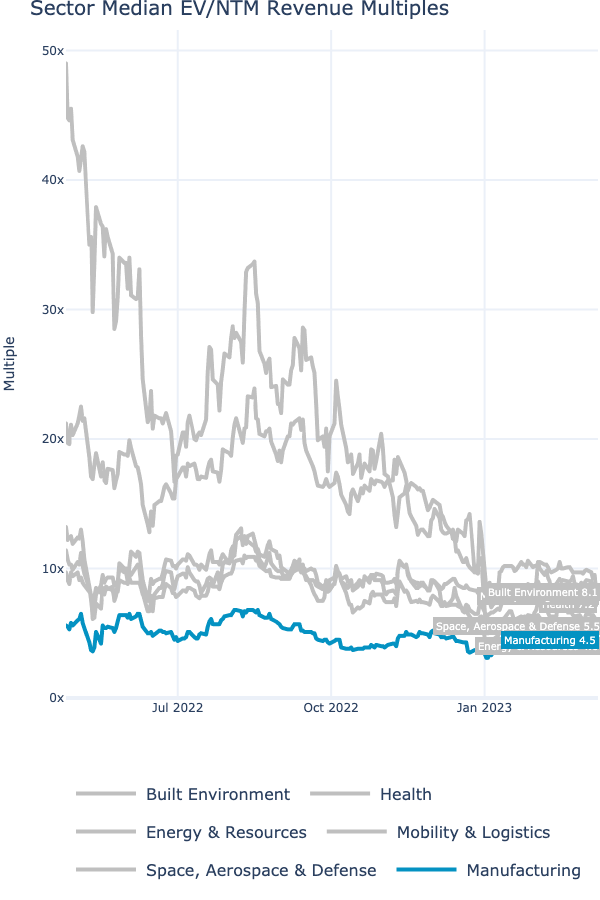 Sector Median EV/NTM Revenue Multiples
50x
40x
30x
20x
10x
0x
Multiple
Built Environment 8.1
Health 7.2
Space, Aerospace & Defense 5.5
Manufacturing 4.5
Jul 2022
Oct 2022
Jan 2023
Built Environment
Health
Energy & Resources
Mobility & Logistics
Space, Aerospace & Defense
Manufacturing